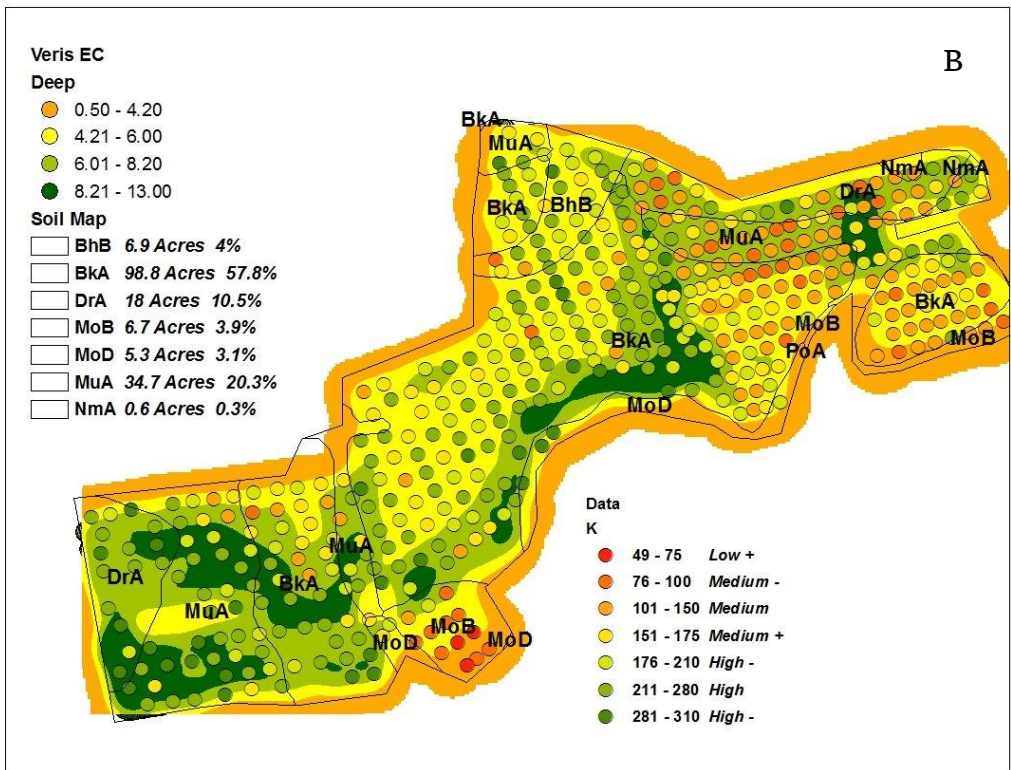 Veris EC
Deep
0.50 - 4.20
4.21 - 6.00
6.01 - 8.20
8.21 - 13.00
Soil Map
BhB 6.9 Acres 4%
BkA 98.8 Acres 57.8%
DrA 18 Acres 10.5%
MoB 6.7 Acres 3.9%
MoD 5.3 Acres 3.1%
MuA 34.7 Acres 20.3%
NmA 0.6 Acres 0.3%
B
BkA
MuA
NmA
NmA
DrA
BkA
BhB
MuA
BkA
MoB
MoB
BkA
PoA
MoD
MuA
DrA
BkA
MuA
MoB
MoD
MoD
Data
K
49 - 75 Low +
76 - 100 Medium -
101 - 150 Medium
151 - 175 Medium +
176 - 210 High -
211 - 280 High
281 - 310 High -